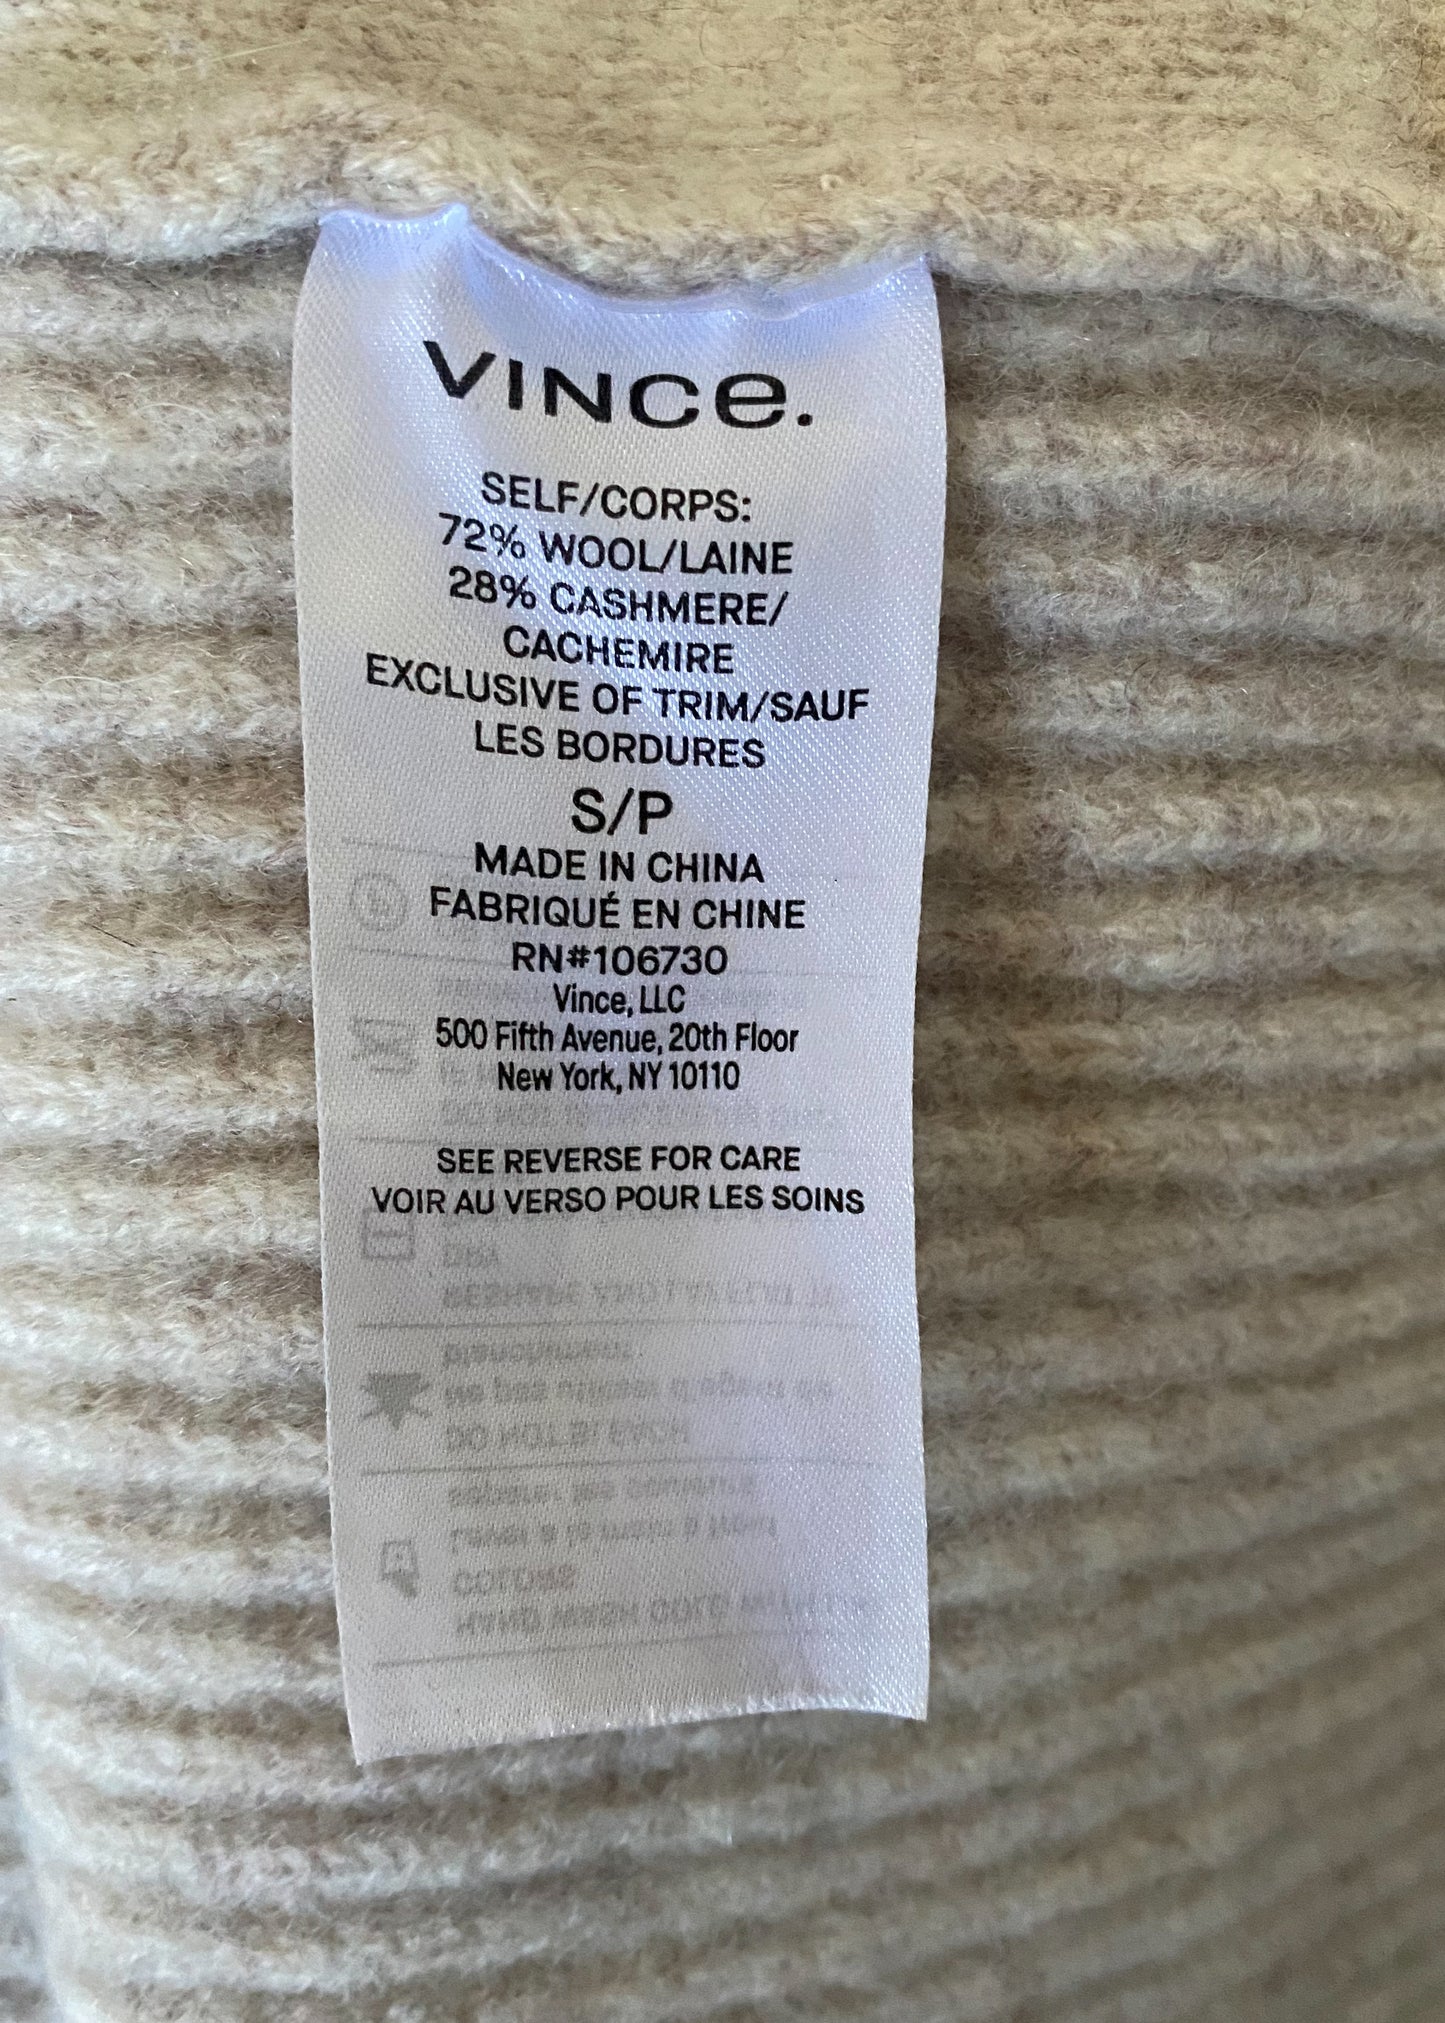 VINCe.
SELF/CORPS:
72% WOOL/LAINE
28% CASHMERE/
CACHEMIRE
EXCLUSIVE OF TRIM/SAUF
LES BORDURES
S/P
MADE IN CHINA
FABRIQUÉ EN CHINE
RN#106730
Vince, LLC
500 Fifth Avenue, 20th Floor
New York, NY 10110
SEE REVERSE FOR CARE
VOIR AU VERSO POUR LES SOINS